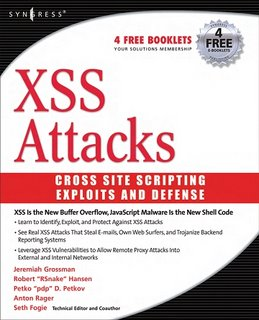 SYNGRESS
4 FREE BOOKLETS
YOUR SOLUTIONS MEMBERSHIP
4
FREE
E-BOOKLETS
XSS
Attacks
CROSS SITE SCRIPTING
EXPLOITS AND DEFENSE
XSS Is the New Buffer Overflow, JavaScript Malware Is the New Shell Code
• Learn to Identify, Exploit, and Protect Against XSS Attacks
• See Real XSS Attacks That Steal E-mails, Own Web Surfers, and Trojanize Backend
Reporting Systems
• Leverage XSS Vulnerabilities to Allow Remote Proxy Attacks Into
External and Internal Networks
Jeremiah Grossman
Robert "RSnake" Hansen
Petko "pdp" D. Petkov
Anton Rager
Seth Fogie Technical Editor and Coauthor